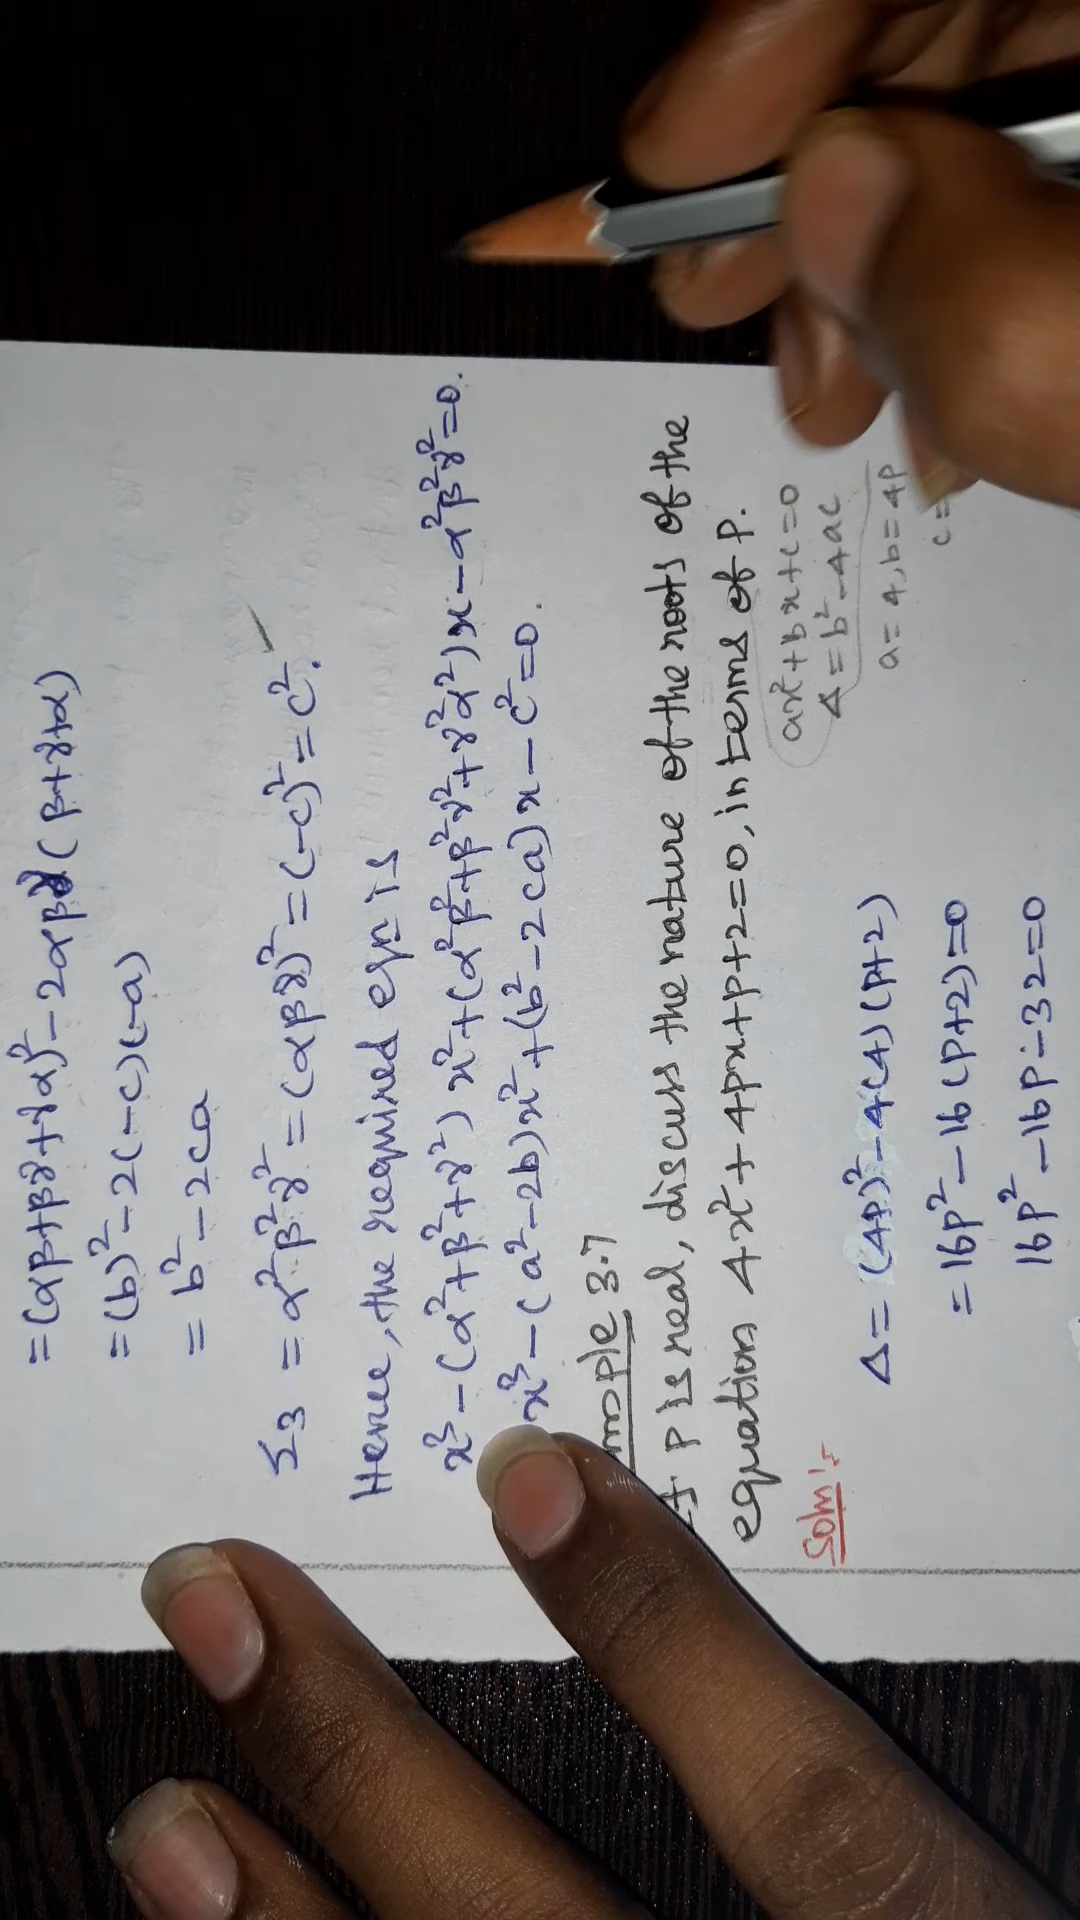 =(αβ+βγ+γα)²-2αβγ(β+γ+α)
=(b)²-2(-c)(-a)
=b²-2ca
Σ3=α²β²γ²=(αβγ)²=(-c)²=c².
Hence, the required eqn is
x³-(α²+β²+γ²)x²+(α²β²+β²γ²+γ²α²)x-α²β²γ²=0.
x³-(a²-2b)x²+(b²-2ca)x-c²=0.
mple 3.7
If P is real, discuss the nature of the roots of the
equation 4x²+4px+p+2=0, in terms of P.
Soln:-
ax²+bx+c=0
Δ=b²-4ac
a=4, b=4P
c=
Δ=(4P)²-4(4)(P+2)
=16P²-16(P+2)=0
16P²-16P-32=0